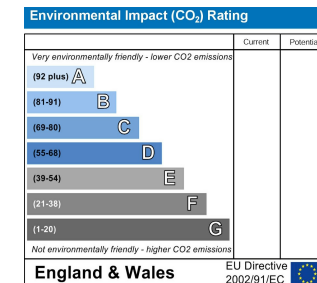 Environmental Impact (CO₂) Rating
Current Potentia
Very environmentally friendly - lower CO2 emissions
(92 plus) A
(81-91) B
(69-80) C
(55-68) D
(39-54) E
(21-38) F
(1-20) G
Not environmentally friendly - higher CO2 emissions
England & Wales
EU Directive
2002/91/EC